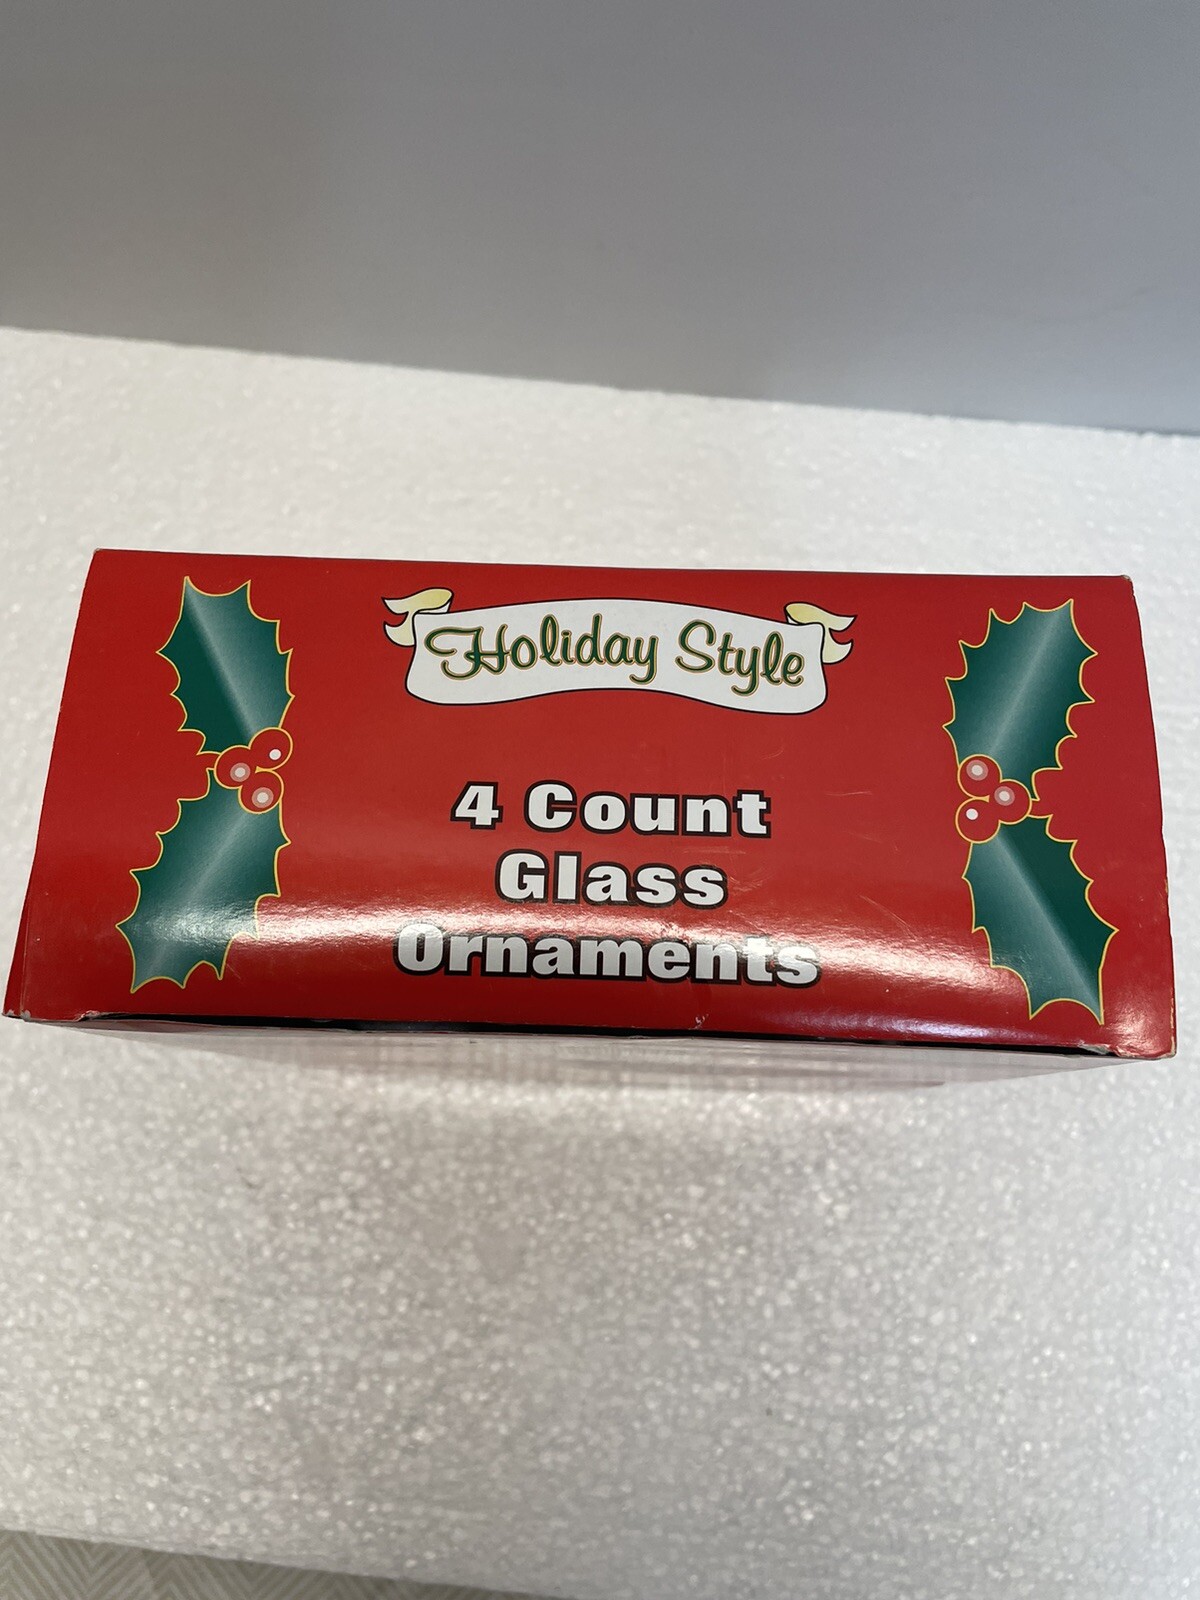 Holiday Style
4 Count
Glass
Ornaments